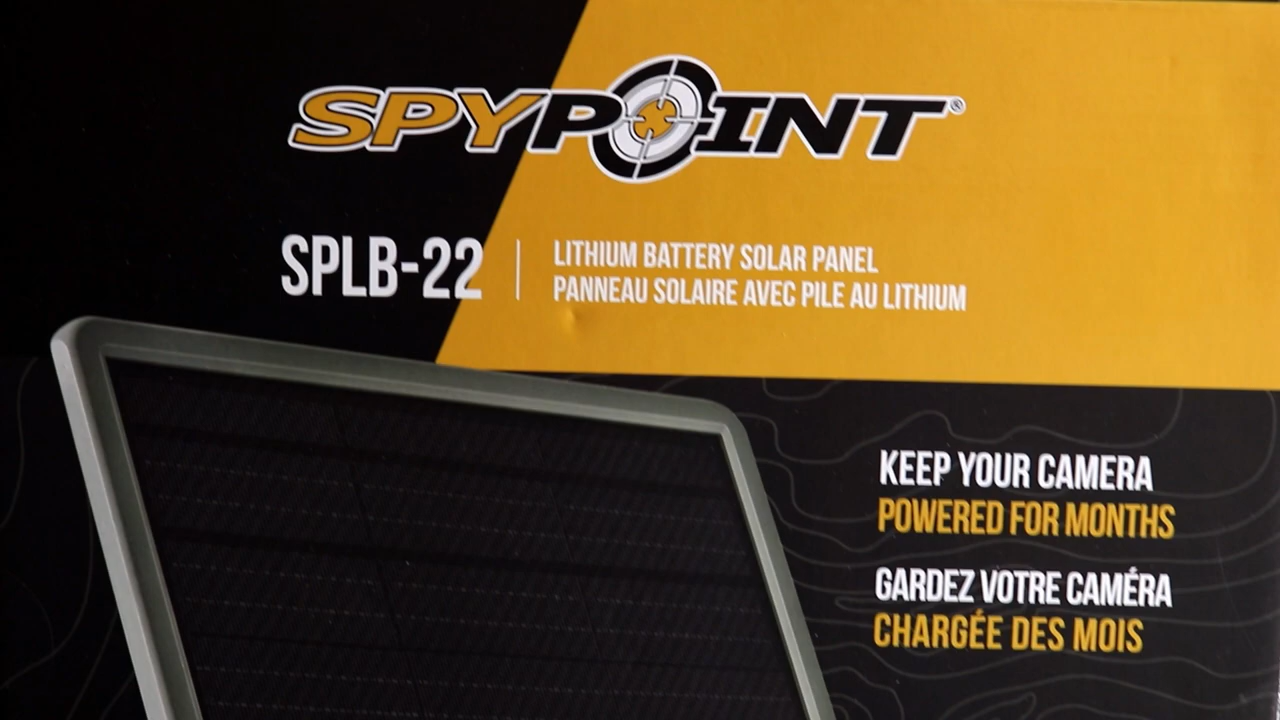 SPYPOINT®
SPLB-22
LITHIUM BATTERY SOLAR PANEL
PANNEAU SOLAIRE AVEC PILE AU LITHIUM
KEEP YOUR CAMERA
POWERED FOR MONTHS
GARDEZ VOTRE CAMÉRA
CHARGÉE DES MOIS